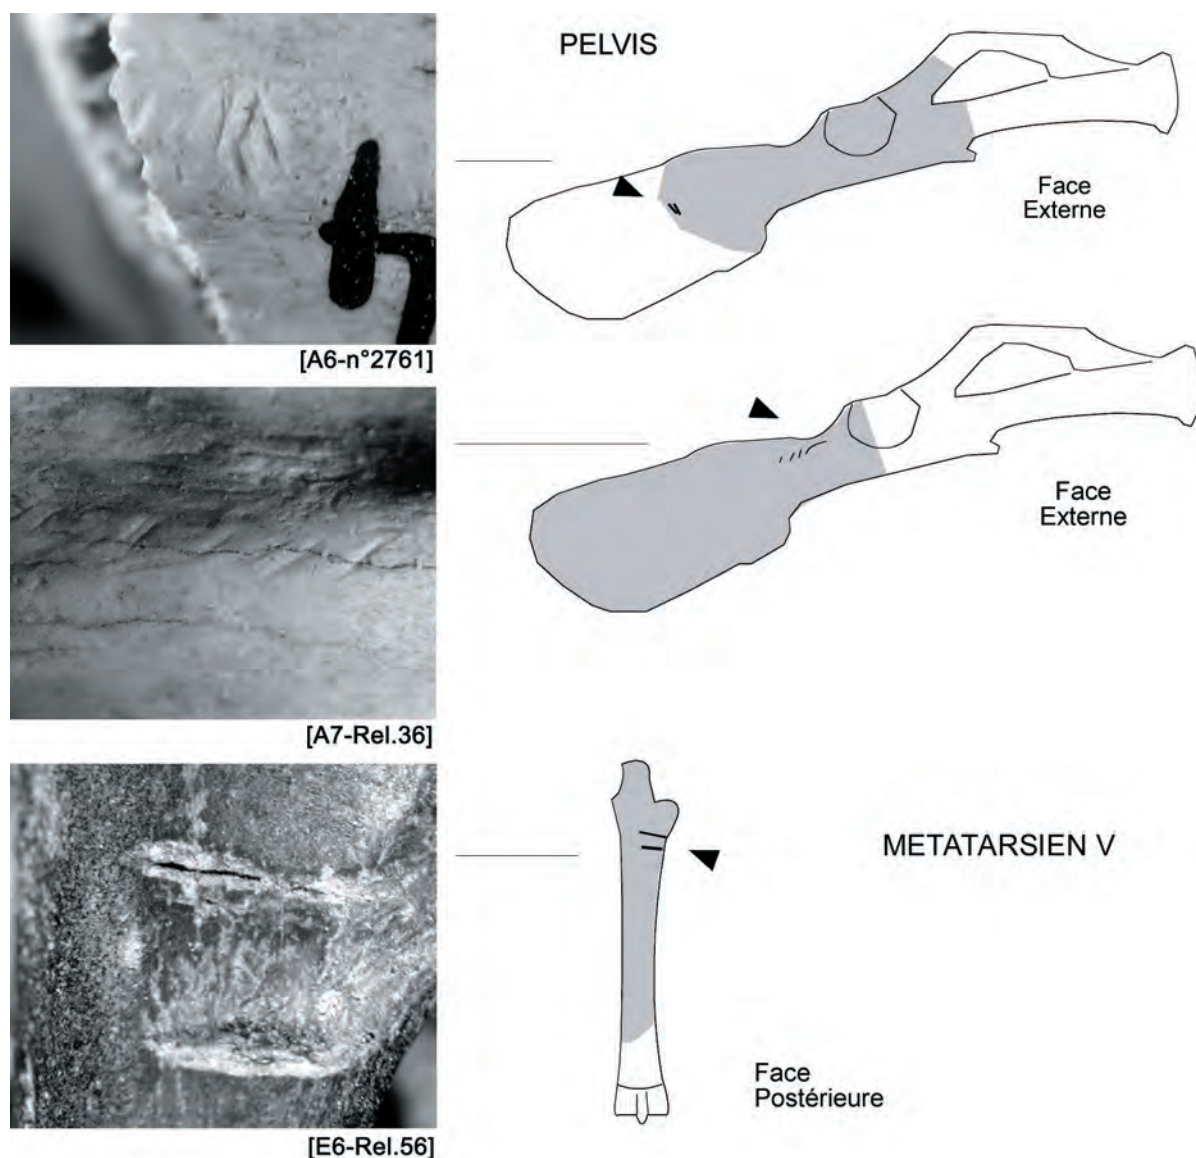 PELVIS
Face
Externe
[A6-n°2761]
Face
Externe
[A7-Rel.36]
METATARSIEN V
Face
Postérieure
[E6-Rel.56]